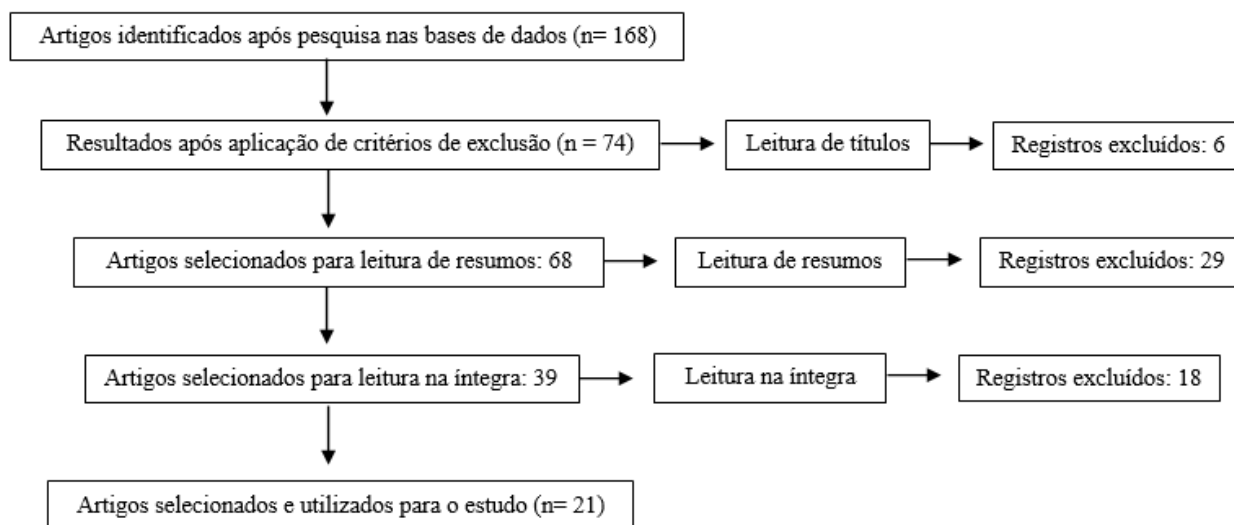 Artigos identificados após pesquisa nas bases de dados (n= 168)
Resultados após aplicação de critérios de exclusão (n = 74)
Leitura de títulos
Registros excluídos: 6
Artigos selecionados para leitura de resumos: 68
Leitura de resumos
Registros excluídos: 29
Artigos selecionados para leitura na íntegra: 39
Leitura na íntegra
Registros excluídos: 18
Artigos selecionados e utilizados para o estudo (n= 21)